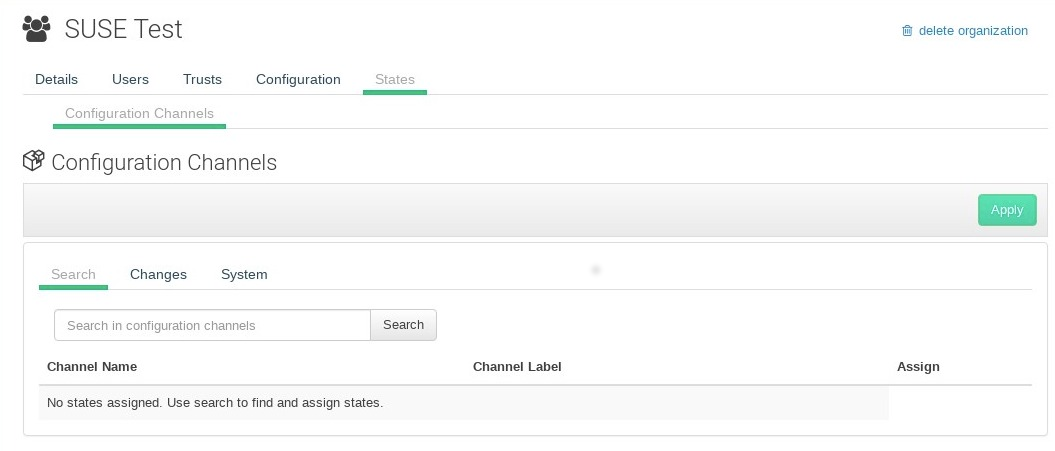 SUSE Test
delete organization
Details Users Trusts Configuration States
Configuration Channels
Configuration Channels
Apply
Search Changes System
Search in configuration channels Search
Channel Name Channel Label Assign
No states assigned. Use search to find and assign states.